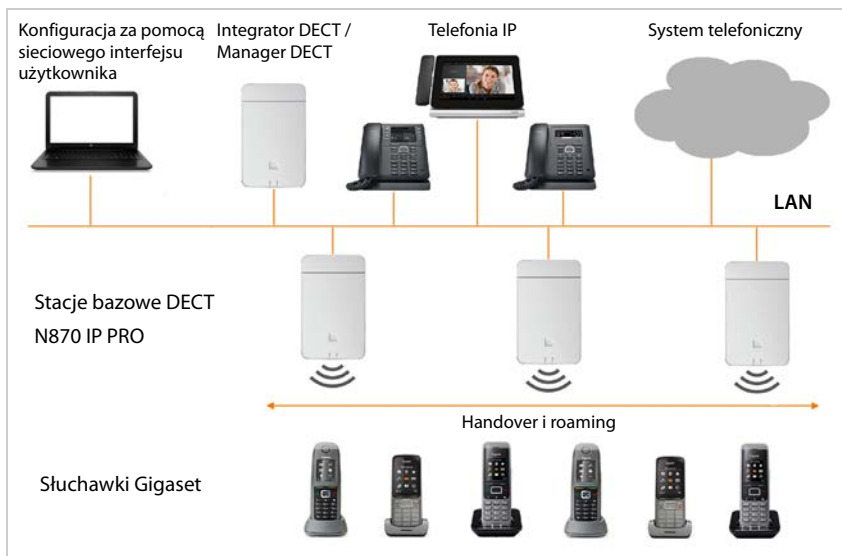 Konfiguracja za pomocą
sieciowego interfejsu
użytkownika
Integrator DECT /
Manager DECT
Telefonia IP
System telefoniczny
LAN
Stacje bazowe DECT
N870 IP PRO
Handover i roaming
Słuchawki Gigaset